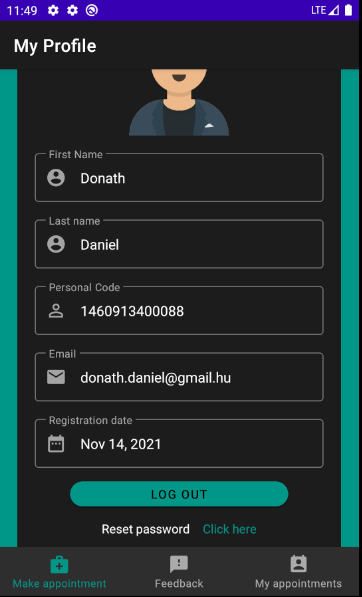 11:49
LTE
My Profile
First Name
Donath
Last name
Daniel
Personal Code
1460913400088
Email
donath.daniel@gmail.hu
Registration date
Nov 14, 2021
LOG OUT
Reset password Click here
Make appointment Feedback My appointments